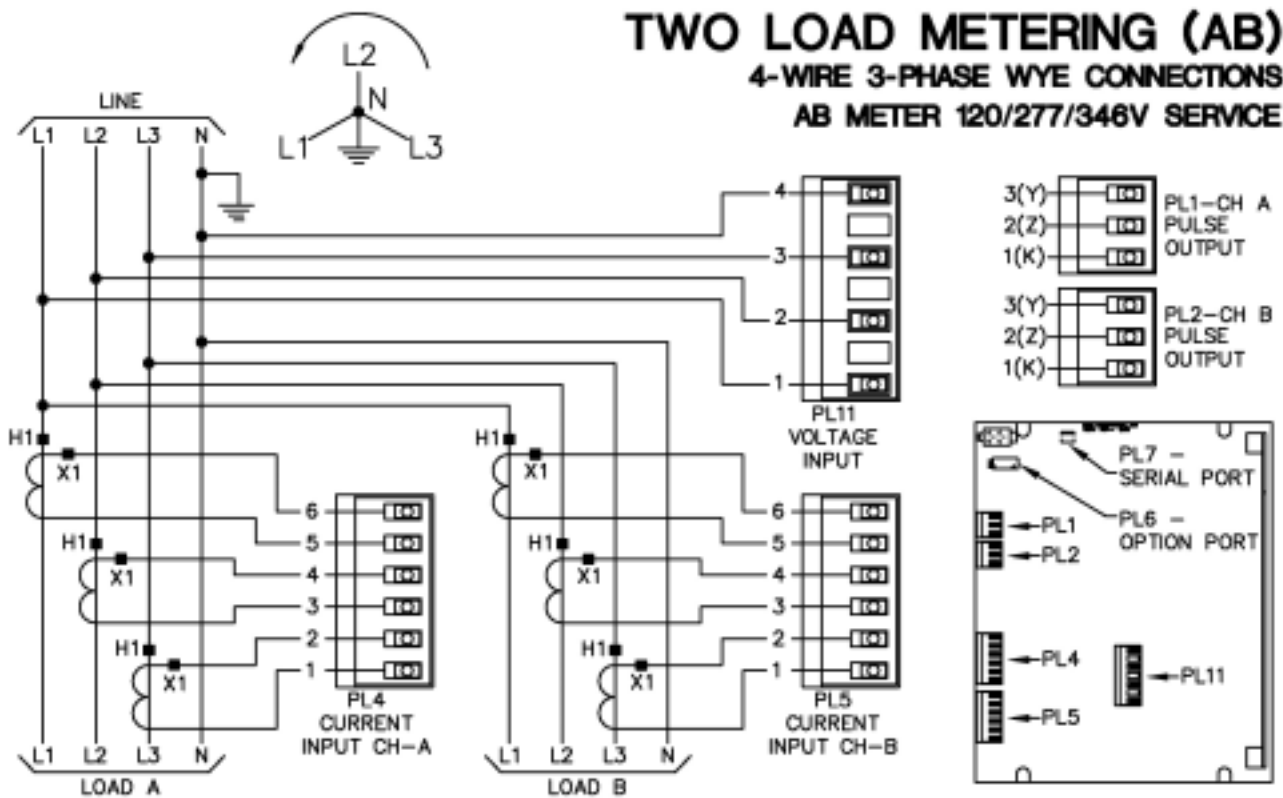 TWO LOAD METERING (AB)
4-WIRE 3-PHASE WYE CONNECTIONS
AB METER 120/277/346V SERVICE
L2
N
L1
L3
LINE
L1 L2 L3 N
4
3
2
1
PL11
VOLTAGE
INPUT
3(Y)
2(Z)
1(K)
PL1-CH A
PULSE
OUTPUT
3(Y)
2(Z)
1(K)
PL2-CH B
PULSE
OUTPUT
H1
X1
H1
X1
H1
X1
6
5
4
3
2
1
PL4
CURRENT
INPUT CH-A
L1 L2 L3 N
LOAD A
H1
X1
H1
X1
H1
X1
6
5
4
3
2
1
PL5
CURRENT
INPUT CH-B
L1 L2 L3 N
LOAD B
PL7 -
SERIAL PORT
PL6 -
OPTION PORT
PL1
PL2
PL4
PL5
PL11